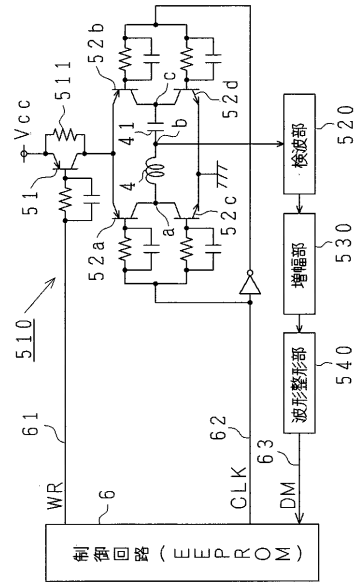 Vcc
511
51
510
52b
52a
52d
52c
c
41
b
4
a
61
62
63
WR
CLK
DM
6
制御回路
(EEPROM)
検波部
520
増幅部
530
波形整形部
540